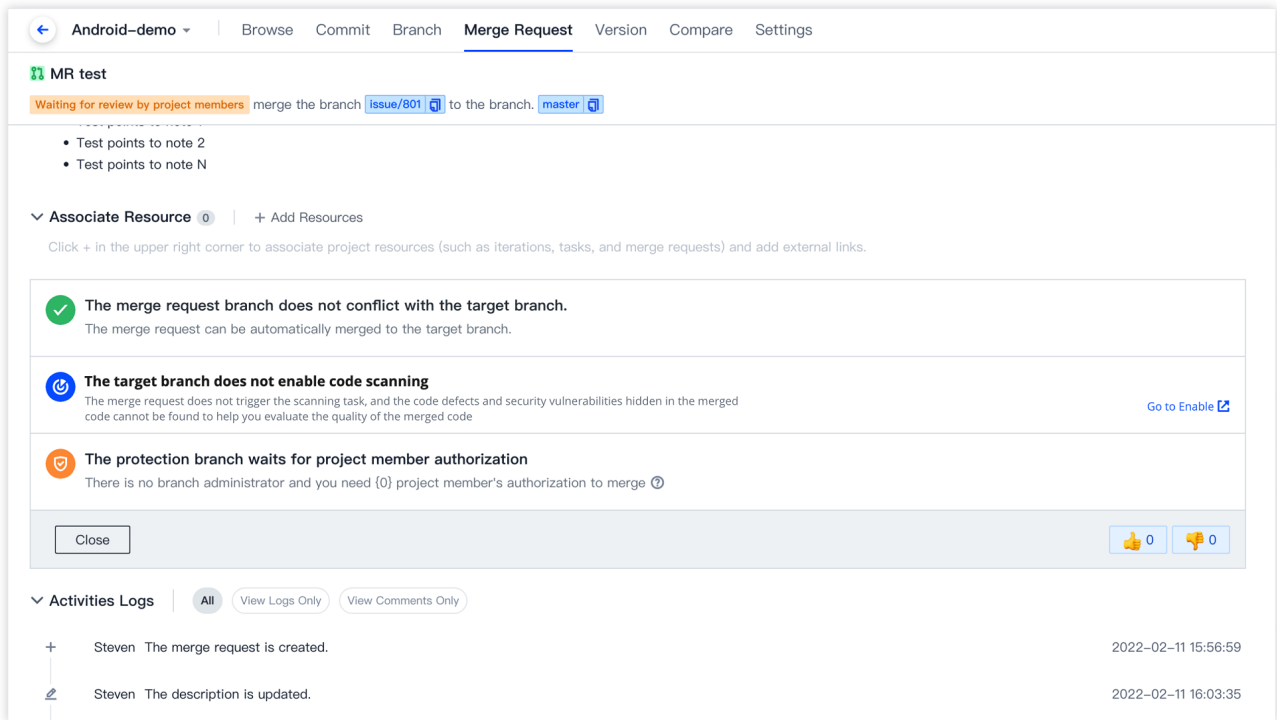 Android-demo
Browse
Commit
Branch
Merge Request
Version
Compare
Settings
MR test
Waiting for review by project members merge the branch issue/801 to the branch. master
Test points to note 2
Test points to note N
Associate Resource 0
+ Add Resources
Click + in the upper right corner to associate project resources (such as iterations, tasks, and merge requests) and add external links.
The merge request branch does not conflict with the target branch.
The merge request can be automatically merged to the target branch.
The target branch does not enable code scanning
The merge request does not trigger the scanning task, and the code defects and security vulnerabilities hidden in the merged
code cannot be found to help you evaluate the quality of the merged code
Go to Enable
The protection branch waits for project member authorization
There is no branch administrator and you need {0} project member's authorization to merge
Close
0
0
Activities Logs
All
View Logs Only
View Comments Only
Steven The merge request is created.
2022-02-11 15:56:59
Steven The description is updated.
2022-02-11 16:03:35